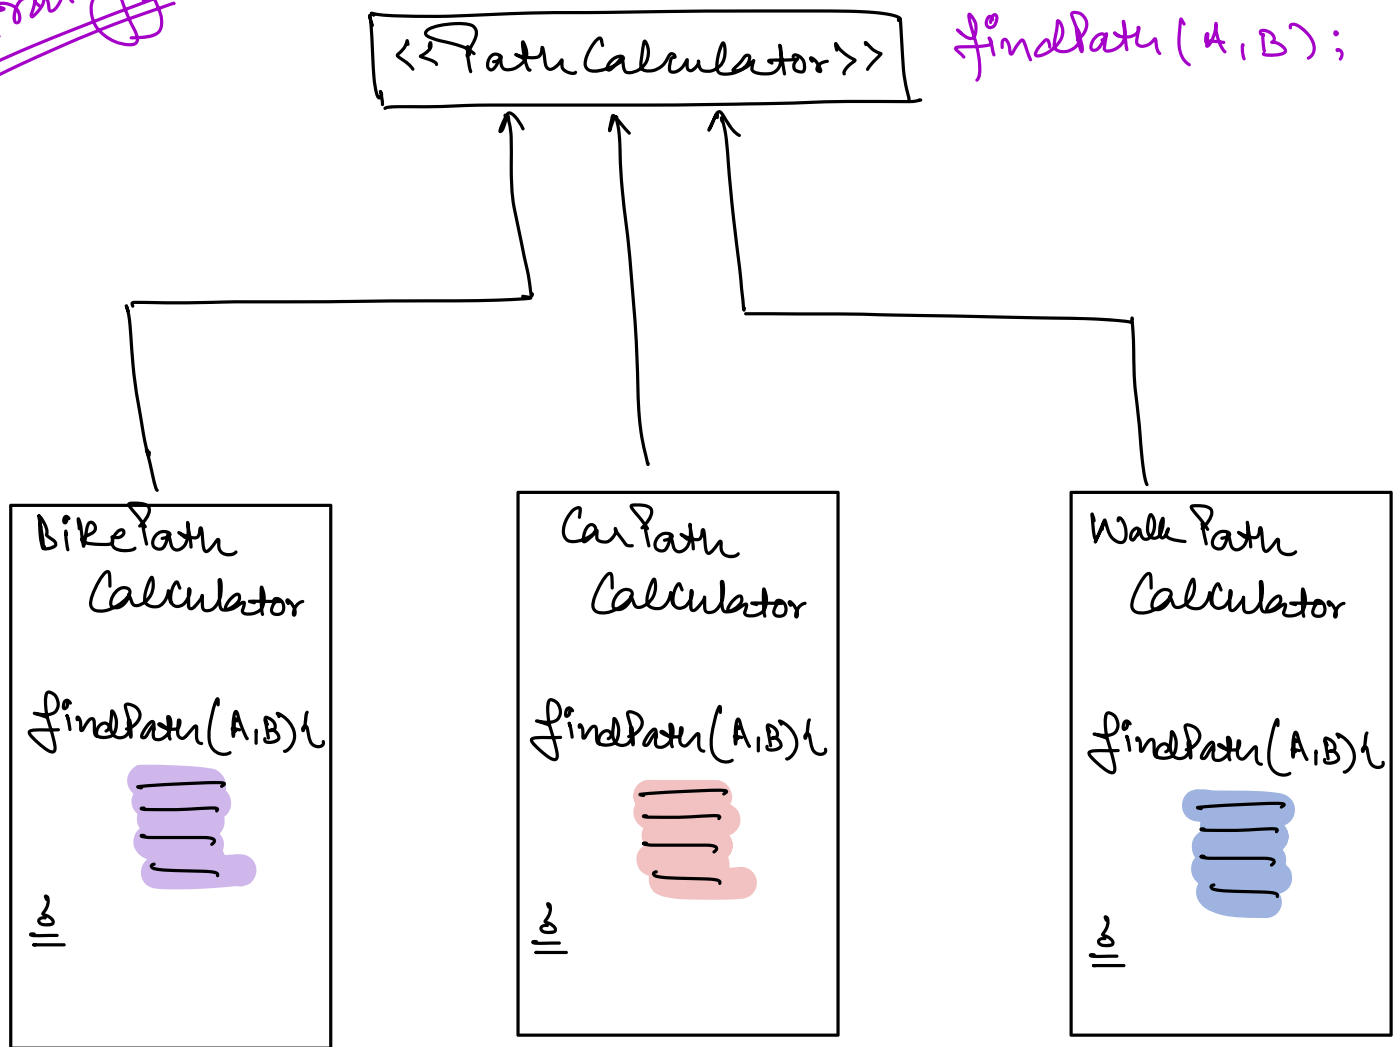 <<PathCalculator>>
findPath(A,B);
BikePath
Calculator
findPath(A,B){
}
CarPath
Calculator
findPath(A,B){
}
Walk Path
Calculator
findPath(A,B){
}